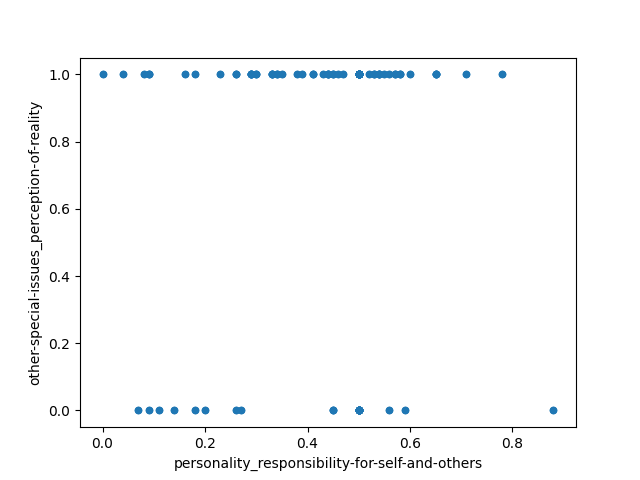 1.0
0.8
0.6
0.4
0.2
0.0
other-special-issues_perception-of-reality
0.0 0.2 0.4 0.6 0.8
personality_responsibility-for-self-and-others